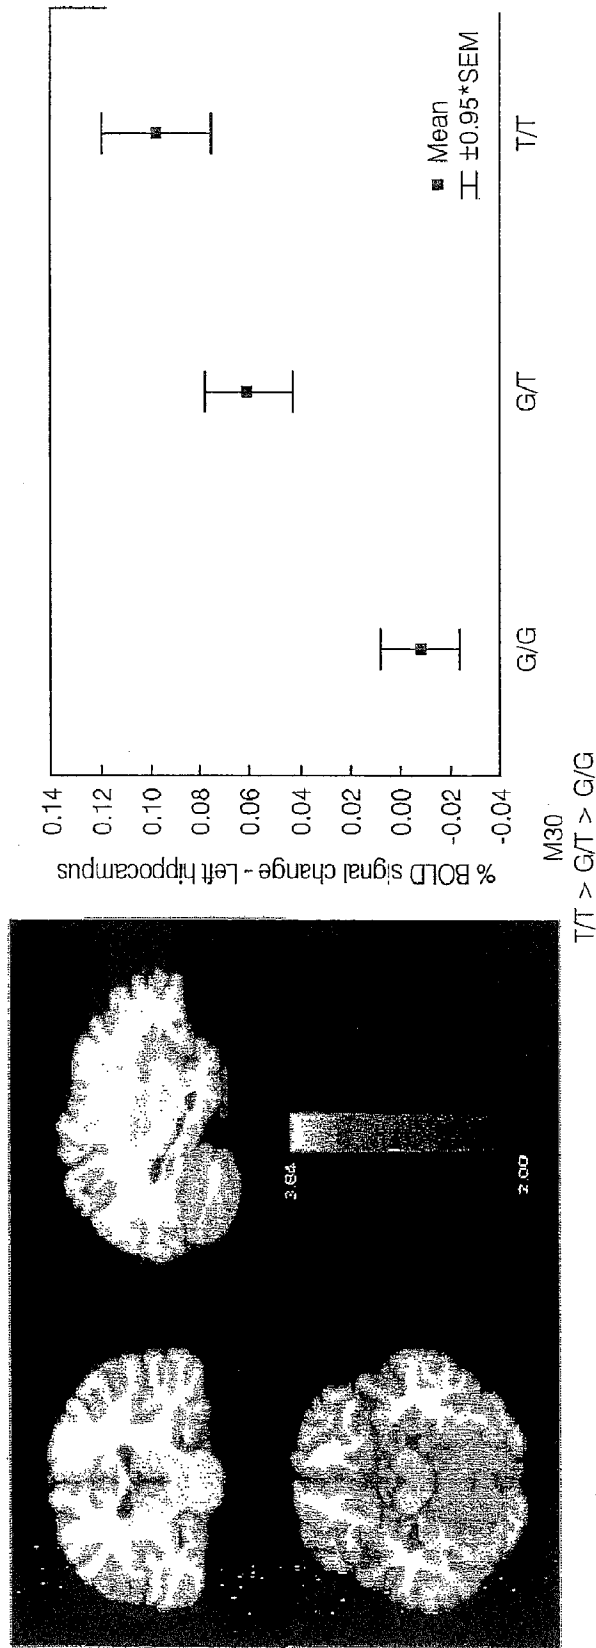 3.84
2.00
% BOLD signal change - Left hippocampus
0.14
0.12
0.10
0.08
0.06
0.04
0.02
0.00
-0.02
-0.04
G/G
G/T
T/T
Mean
±0.95*SEM
M30
T/T > G/T > G/G